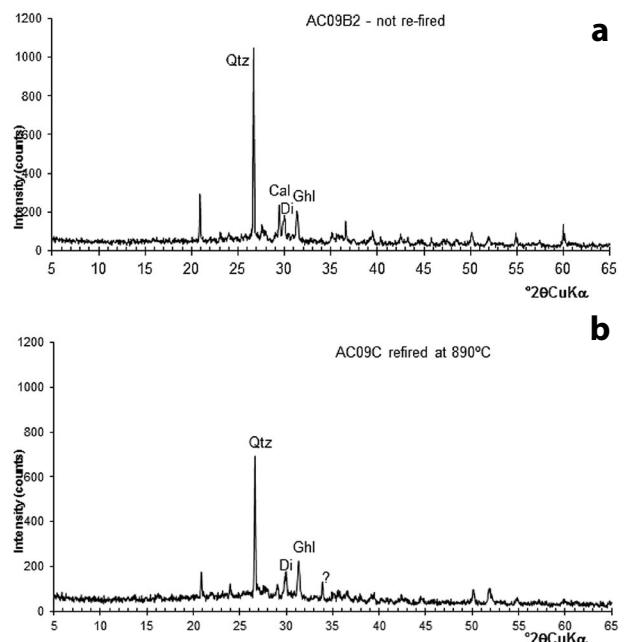 AC09B2 - not re-fired
a
1200
1000
800
600
400
200
0
Intensity (counts)
Qtz
Cal
Di
Ghl
5 10 15 20 25 30 35 40 45 50 55 60 65
°2θCuKα
b
AC09C refired at 890ºC
1200
1000
800
600
400
200
0
Intensity (counts)
Qtz
Di
Ghl
?
5 10 15 20 25 30 35 40 45 50 55 60 65
°2θCuKα